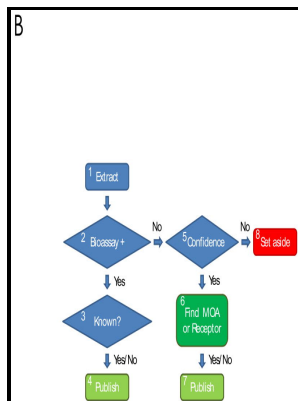 B
1 Extract
2 Bioassay + No 5 Confidence No 8 Set aside
Yes Yes
3 Known? 6 Find MOA
or Receptor
Yes/No Yes/No
4 Publish 7 Publish